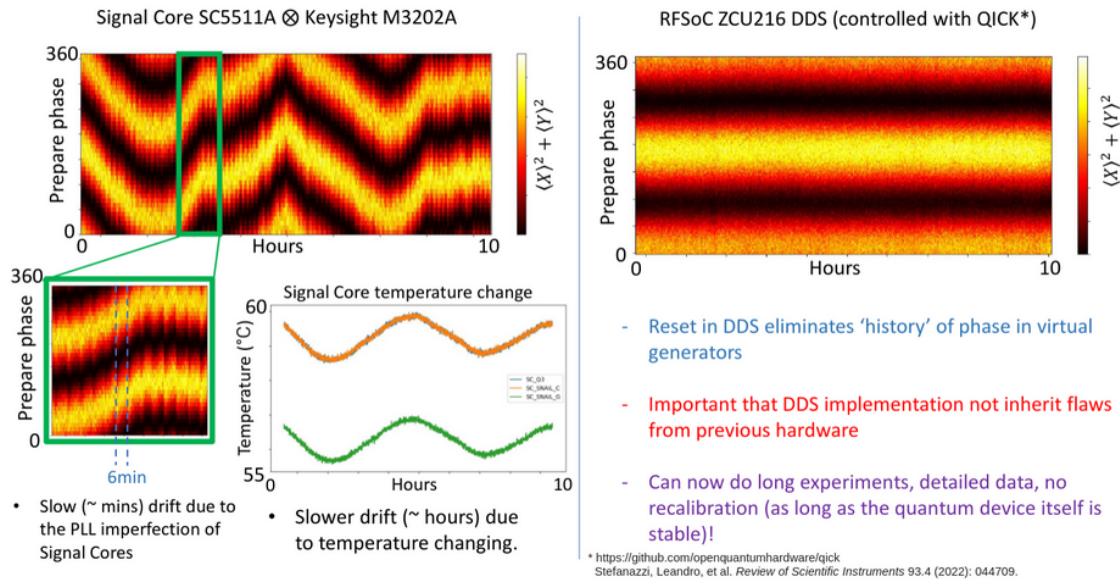 Signal Core SC5511A ⊗ Keysight M3202A
360
Prepare phase
0
0
Hours
10
⟨X⟩² + ⟨Y⟩²
360
Prepare phase
0
6min
Signal Core temperature change
60
Temperature (°C)
55
0
Hours
10
SC_Q3
SC_SNAIL_C
SC_SNAIL_G
• Slow (~ mins) drift due to
the PLL imperfection of
Signal Cores
• Slower drift (~ hours) due
to temperature changing.
RFSoC ZCU216 DDS (controlled with QICK*)
360
Prepare phase
0
0
Hours
10
⟨X⟩² + ⟨Y⟩²
- Reset in DDS eliminates ‘history’ of phase in virtual
generators
- Important that DDS implementation not inherit flaws
from previous hardware
- Can now do long experiments, detailed data, no
recalibration (as long as the quantum device itself is
stable)!
* https://github.com/openquantumhardware/qick
Stefanazzi, Leandro, et al. Review of Scientific Instruments 93.4 (2022): 044709.